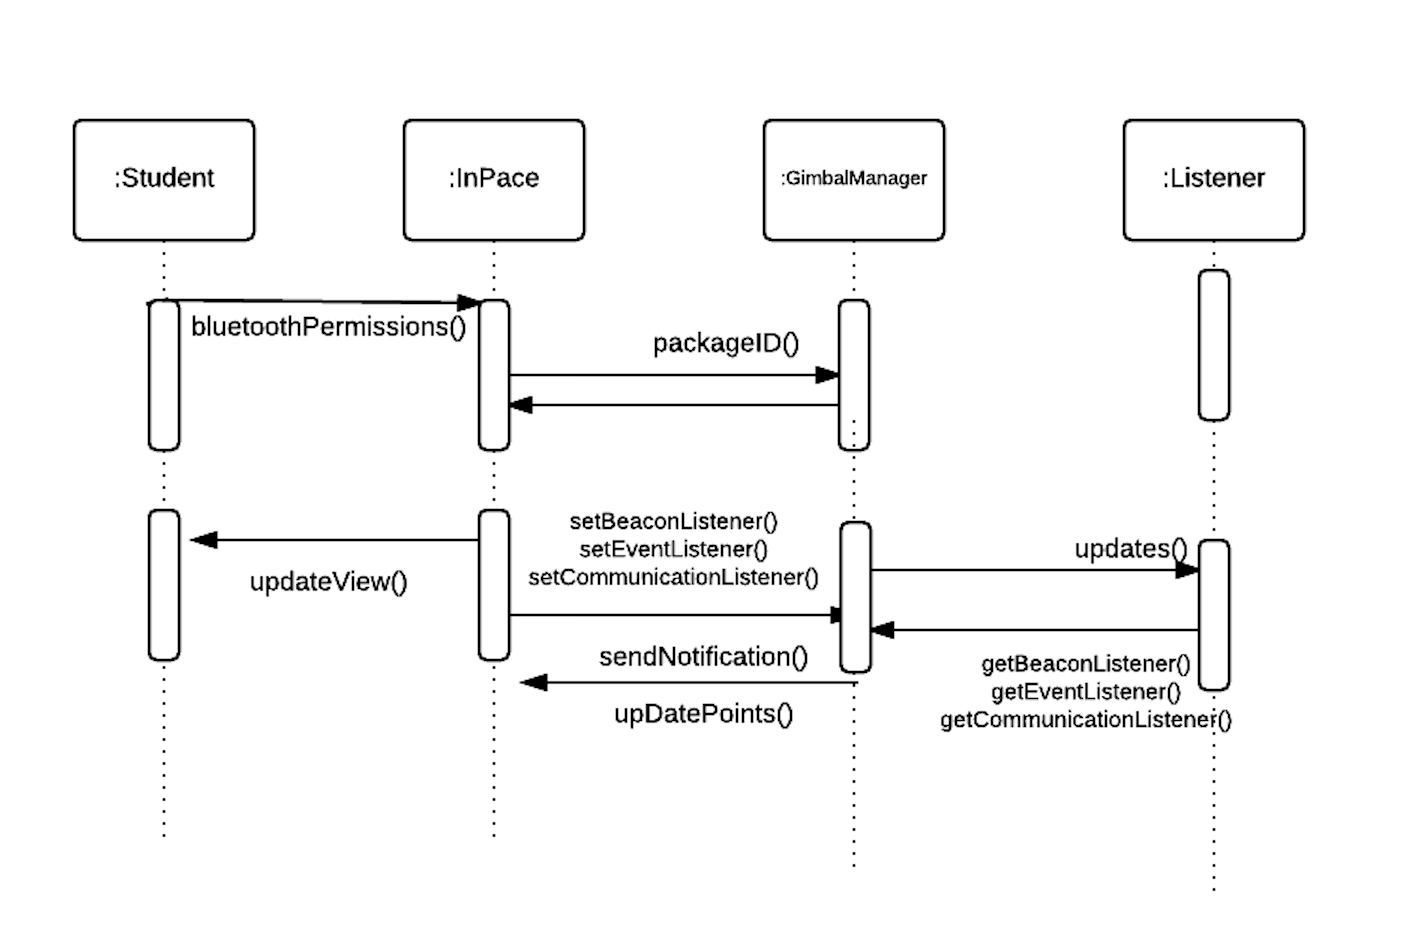 :Student
:InPace
:GimbalManager
:Listener
bluetoothPermissions()
packageID()
setBeaconListener()
setEventListener()
setCommunicationListener()
updates()
updateView()
sendNotification()
upDatePoints()
getBeaconListener()
getEventListener()
getCommunicationListener()